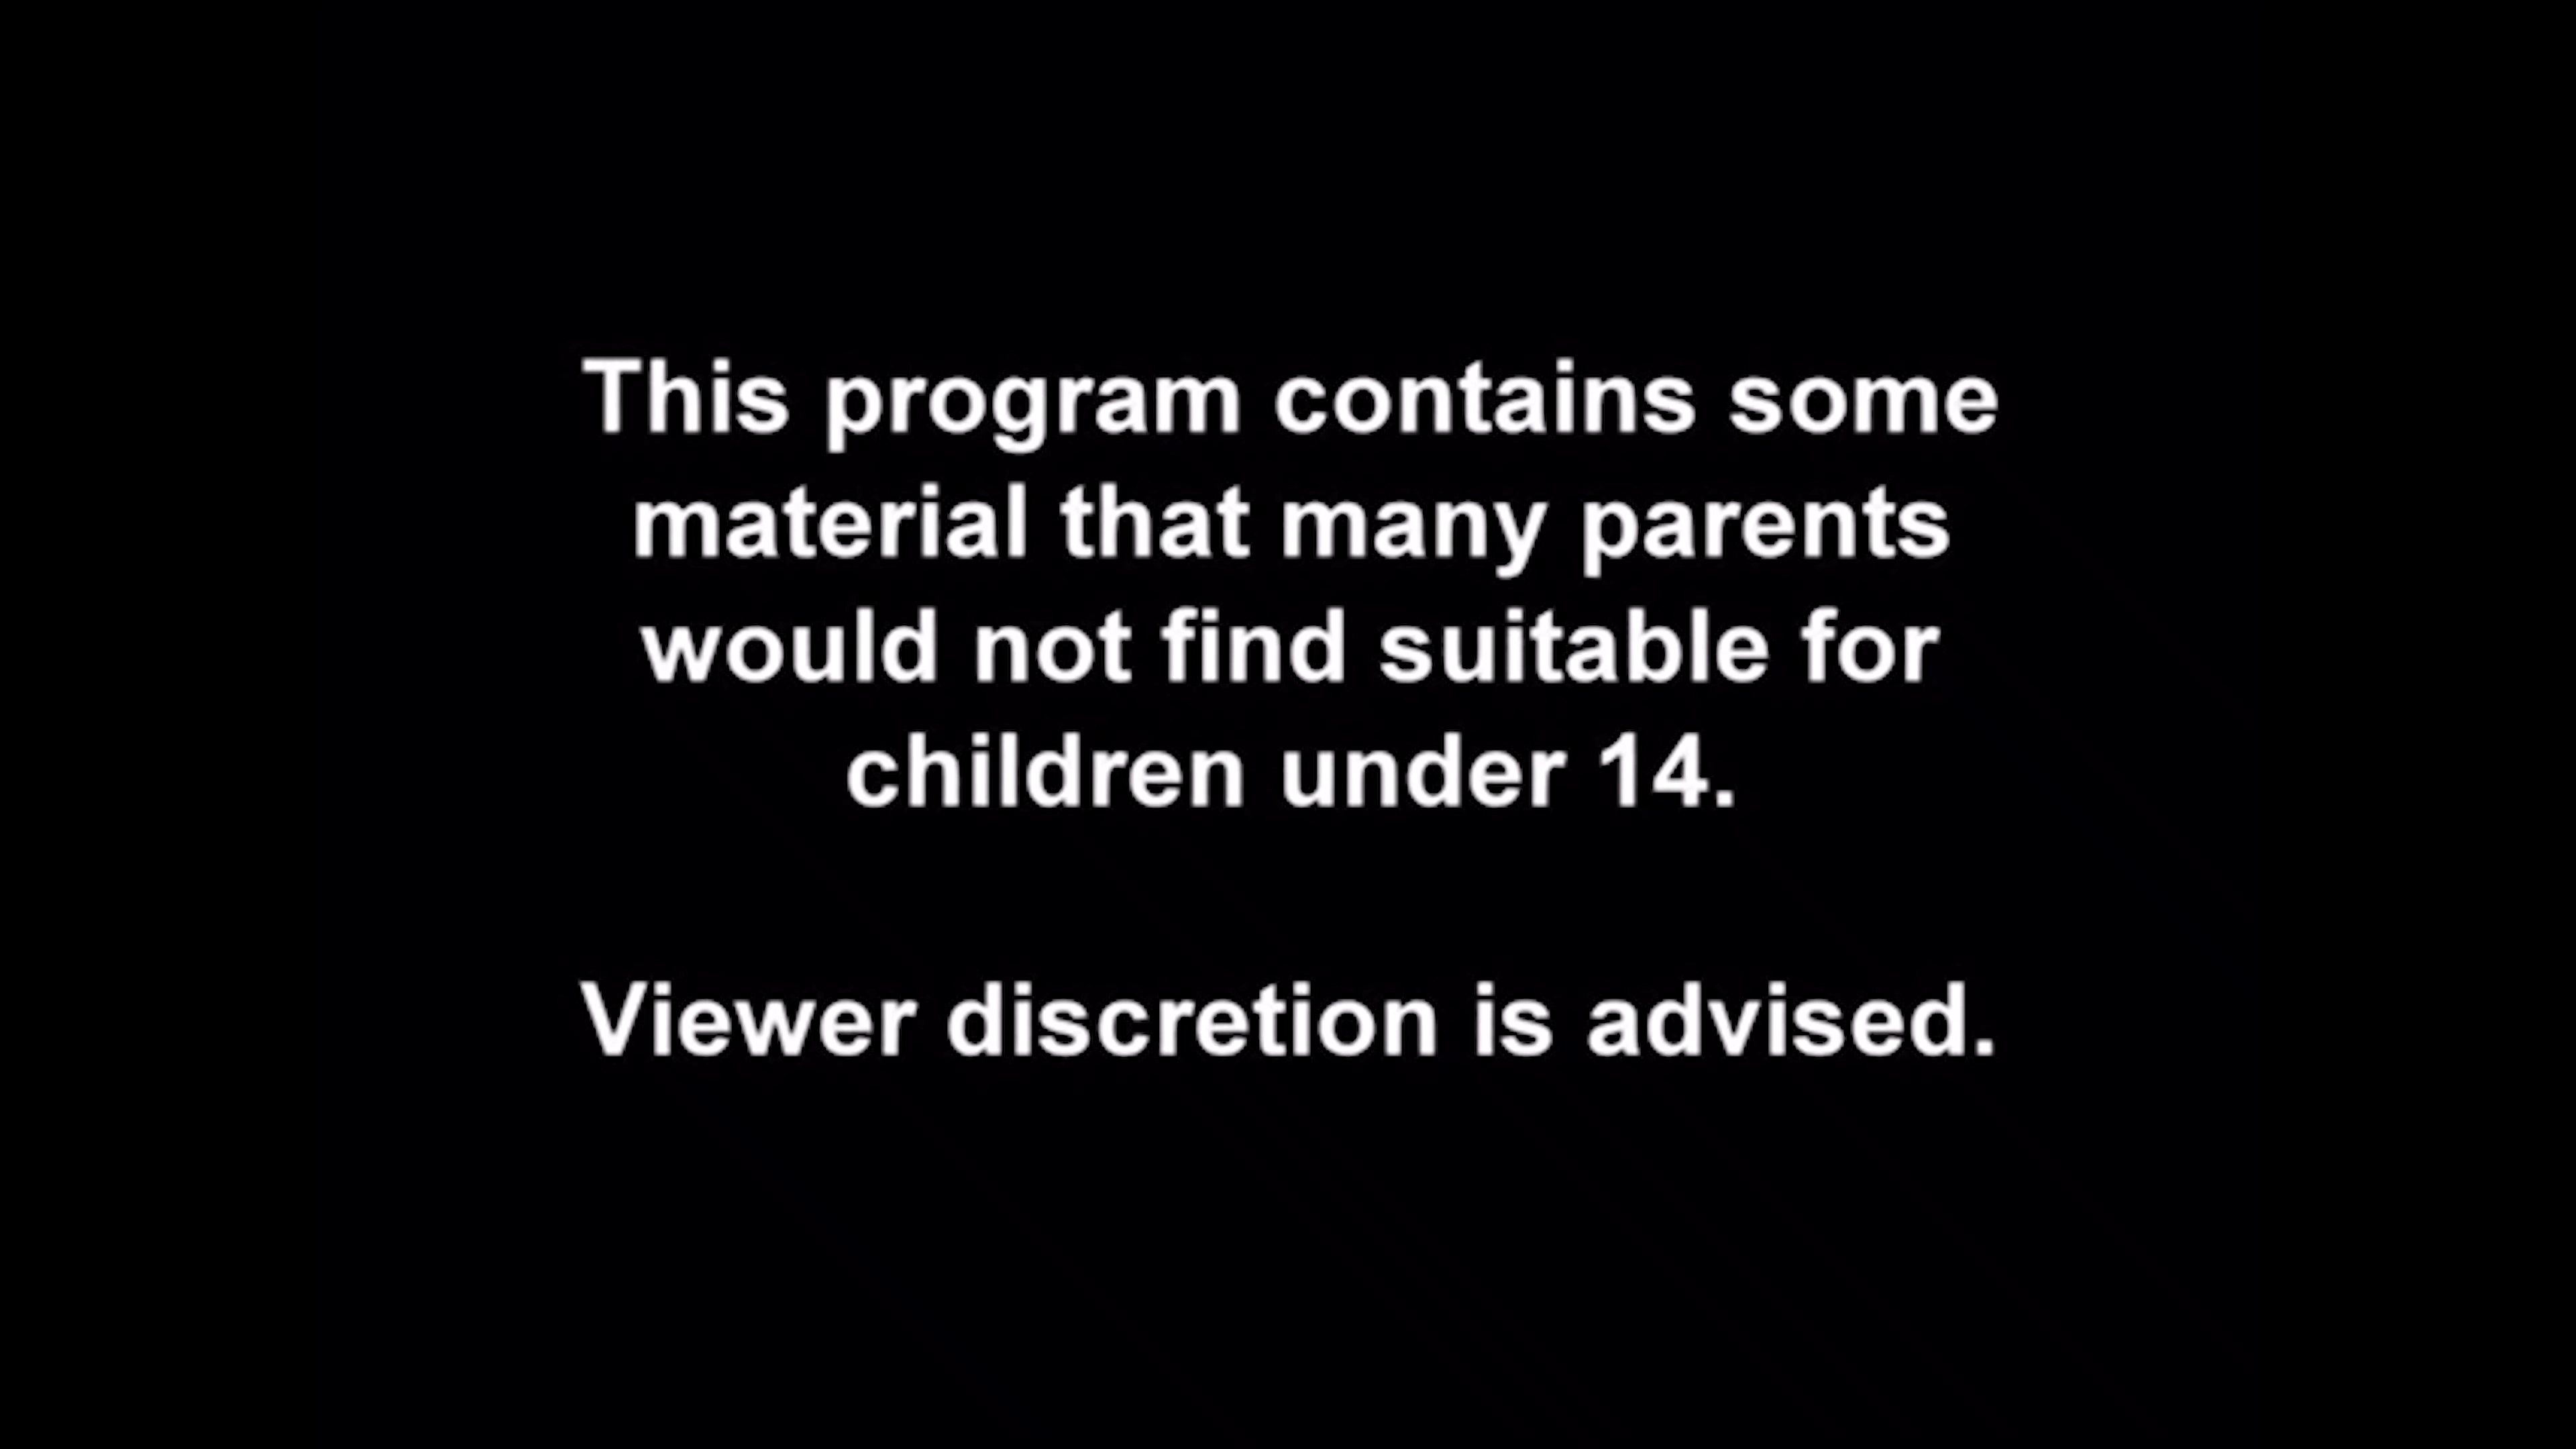 This program contains some
material that many parents
would not find suitable for
children under 14.
Viewer discretion is advised.